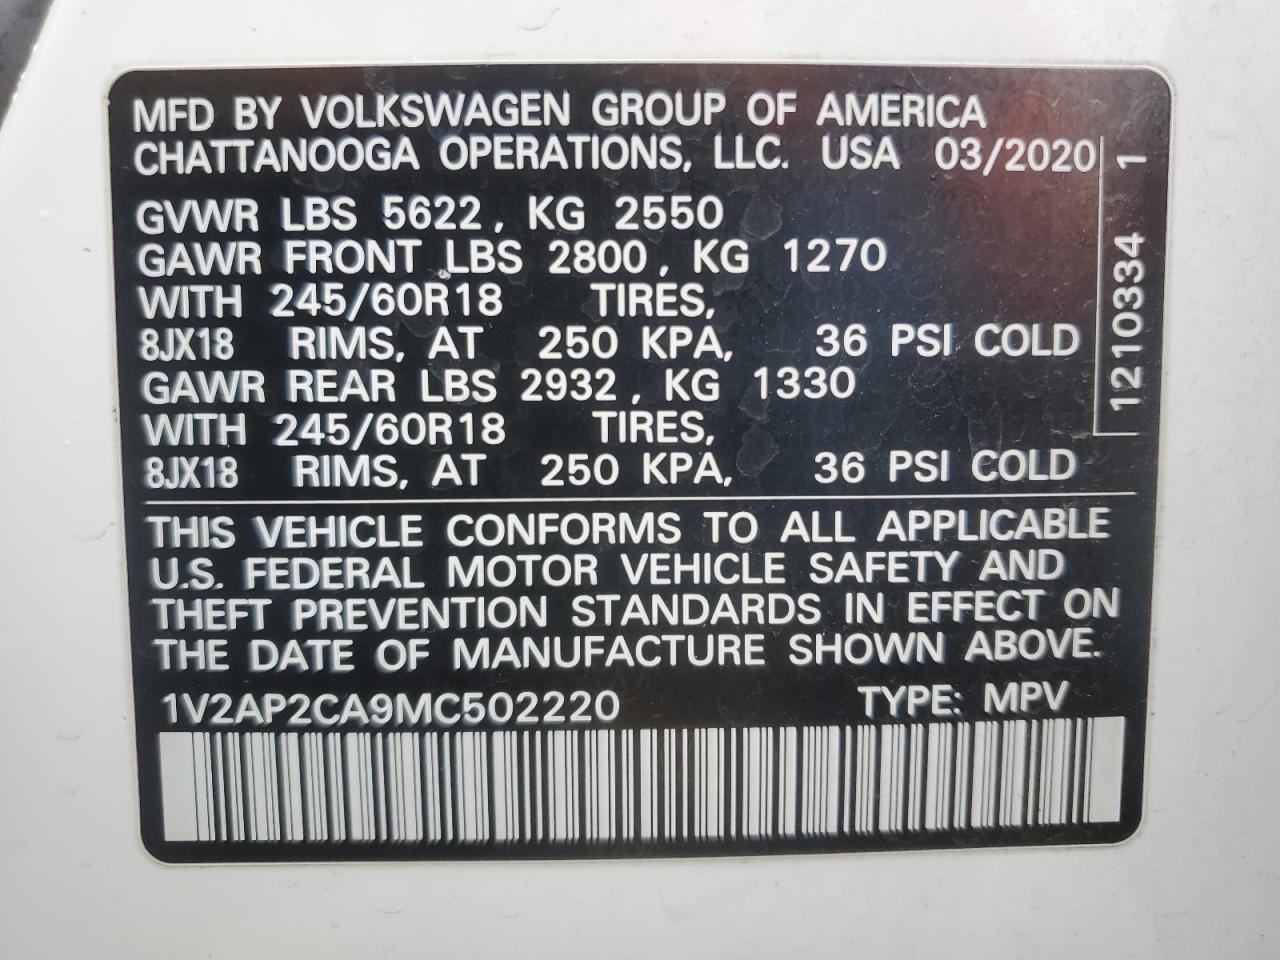 MFD BY VOLKSWAGEN GROUP OF AMERICA
CHATTANOOGA OPERATIONS, LLC. USA 03/2020
GVWR LBS 5622, KG 2550
GAWR FRONT LBS 2800, KG 1270
WITH 245/60R18 TIRES,
8JX18 RIMS, AT 250 KPA, 36 PSI COLD
GAWR REAR LBS 2932, KG 1330
WITH 245/60R18 TIRES,
8JX18 RIMS, AT 250 KPA, 36 PSI COLD
1210334 1
THIS VEHICLE CONFORMS TO ALL APPLICABLE
U.S. FEDERAL MOTOR VEHICLE SAFETY AND
THEFT PREVENTION STANDARDS IN EFFECT ON
THE DATE OF MANUFACTURE SHOWN ABOVE.
1V2AP2CA9MC502220 TYPE: MPV